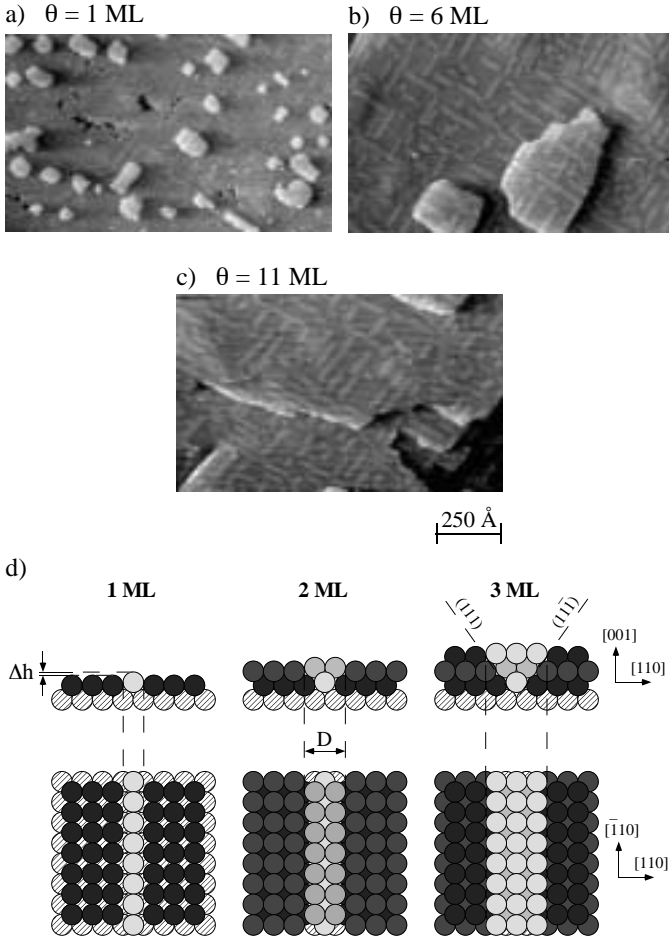 a) θ = 1 ML
b) θ = 6 ML
c) θ = 11 ML
250 Å
d)
1 ML
2 ML
3 ML
(111)
(11̄1̄)
[001]
[110]
Δh
D
[1̄10]
[110]